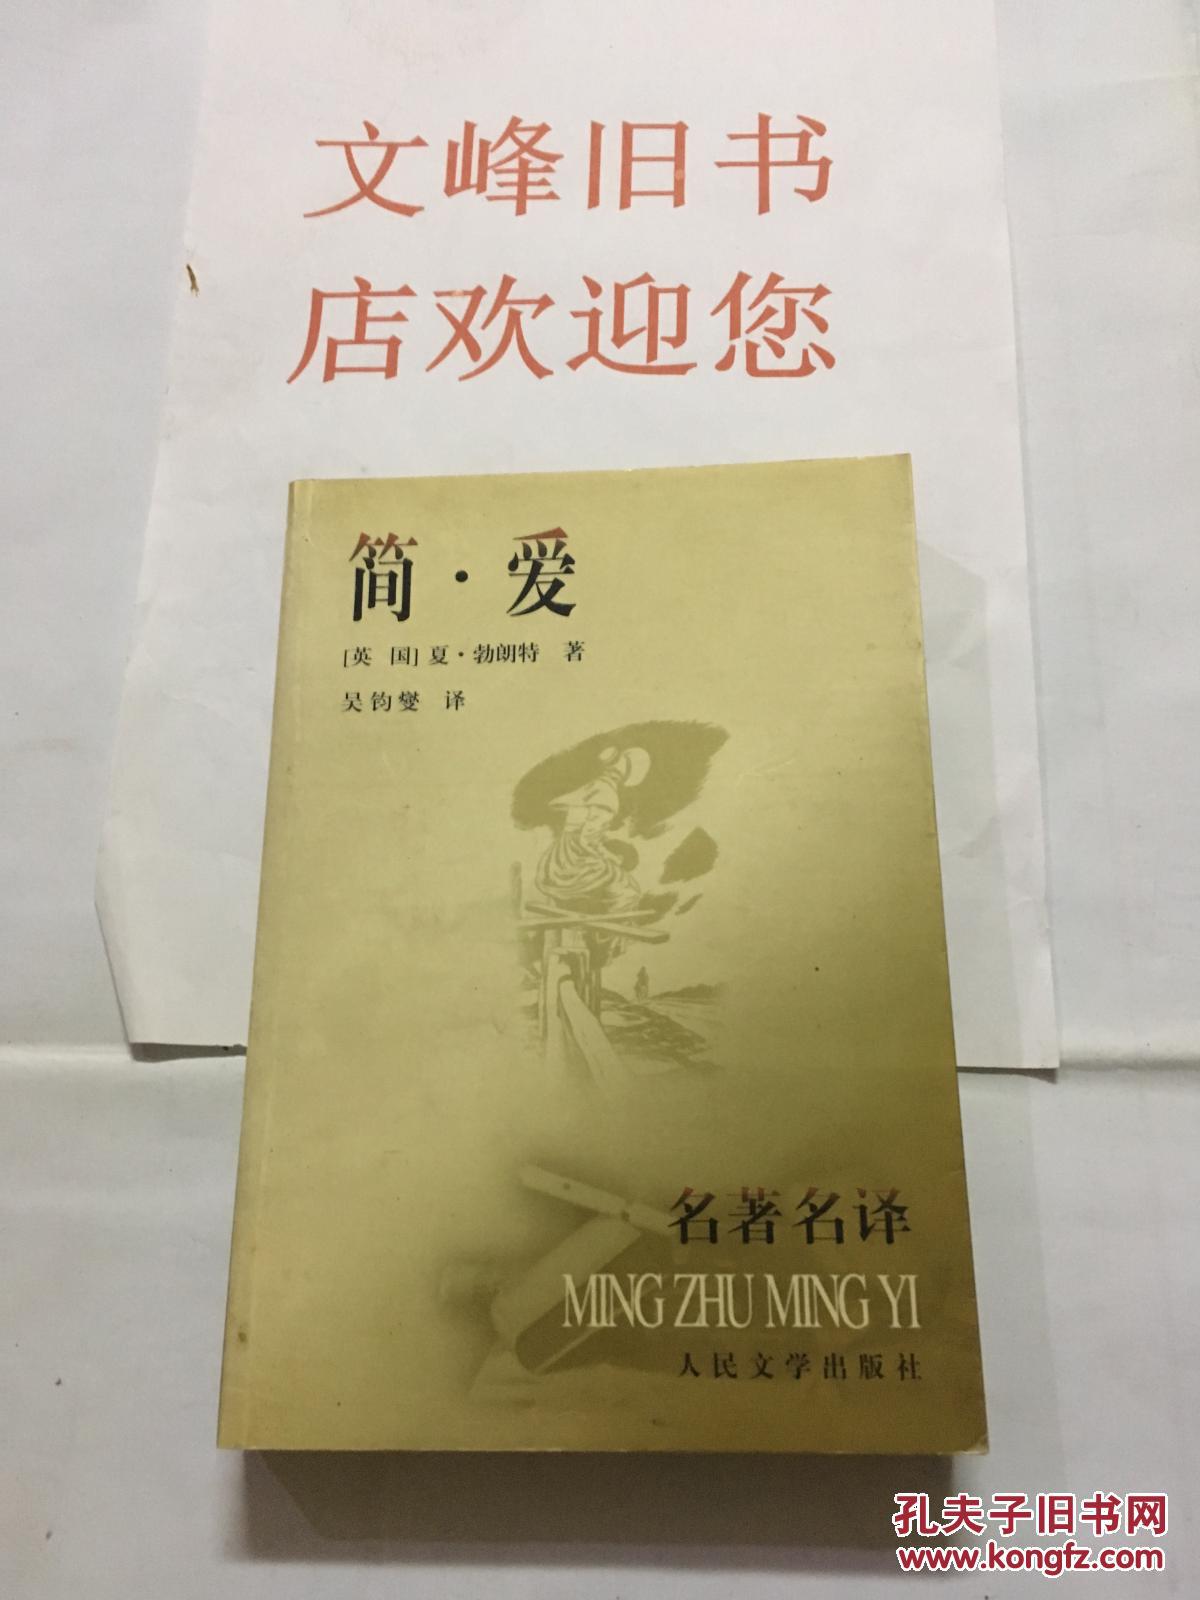 文峰旧书
店欢迎您
简·爱
[英 国] 夏·勃朗特 著
吴钧燮 译
名著名译
MING ZHU MING YI
人民文学出版社
孔夫子旧书网
www.kongfz.com